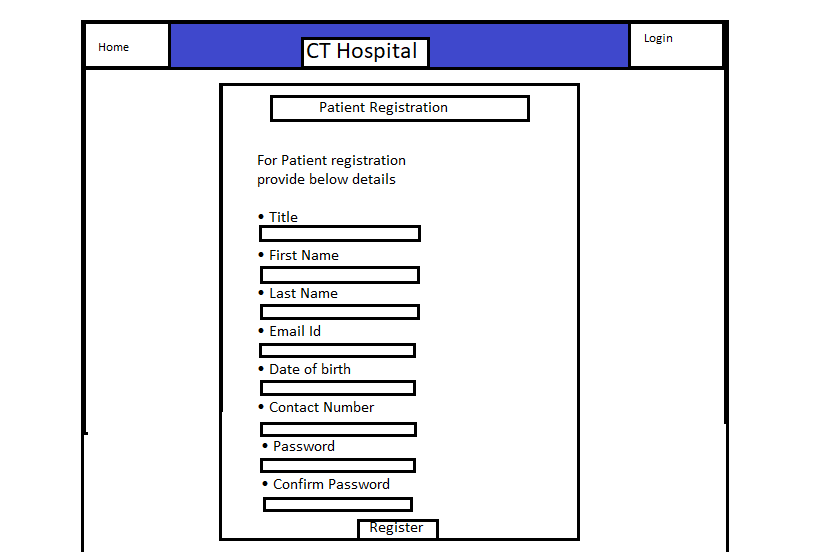 Home
CT Hospital
Login
Patient Registration
For Patient registration
provide below details
• Title
• First Name
• Last Name
• Email Id
• Date of birth
• Contact Number
• Password
• Confirm Password
Register